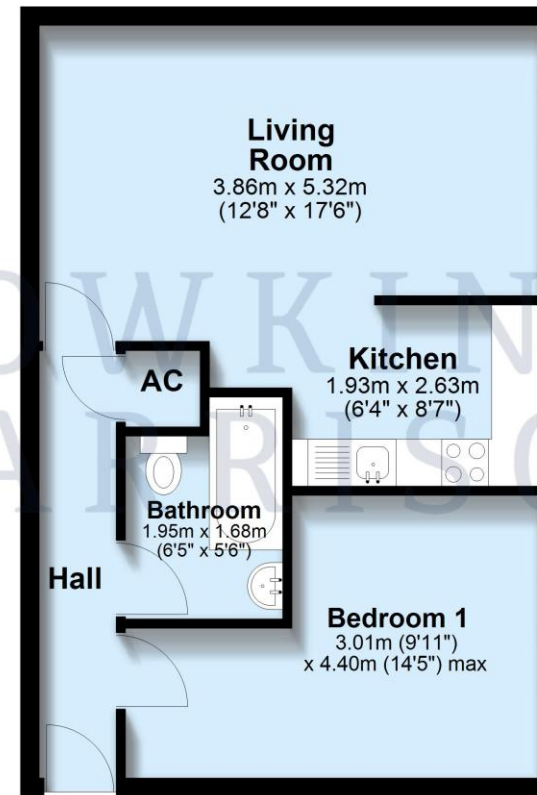 Living
Room
3.86m x 5.32m
(12'8" x 17'6")
Kitchen
1.93m x 2.63m
(6'4" x 8'7")
AC
Bathroom
1.95m x 1.68m
(6'5" x 5'6")
Hall
Bedroom 1
3.01m (9'11")
x 4.40m (14'5") max